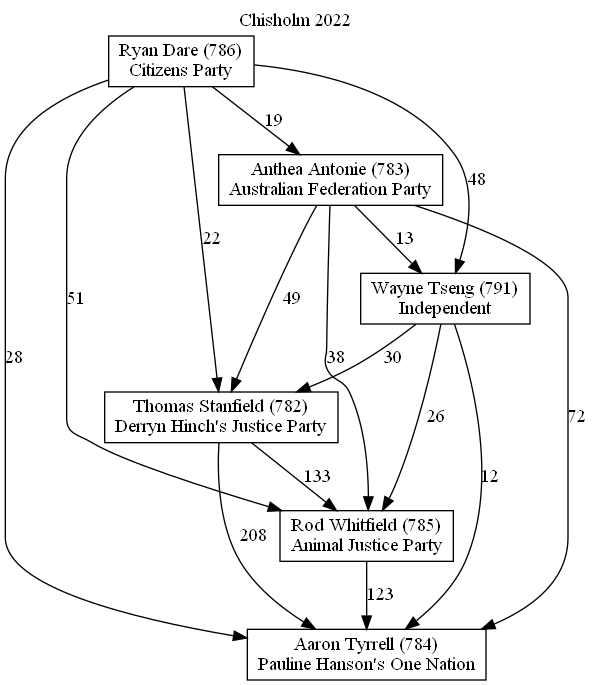 Chisholm 2022
Ryan Dare (786)
Citizens Party
19
Anthea Antonie (783)
Australian Federation Party
48
22
13
Wayne Tseng (791)
Independent
51
49
28
38
30
72
Thomas Stanfield (782)
Derryn Hinch's Justice Party
26
133
12
Rod Whitfield (785)
Animal Justice Party
208
123
Aaron Tyrrell (784)
Pauline Hanson's One Nation